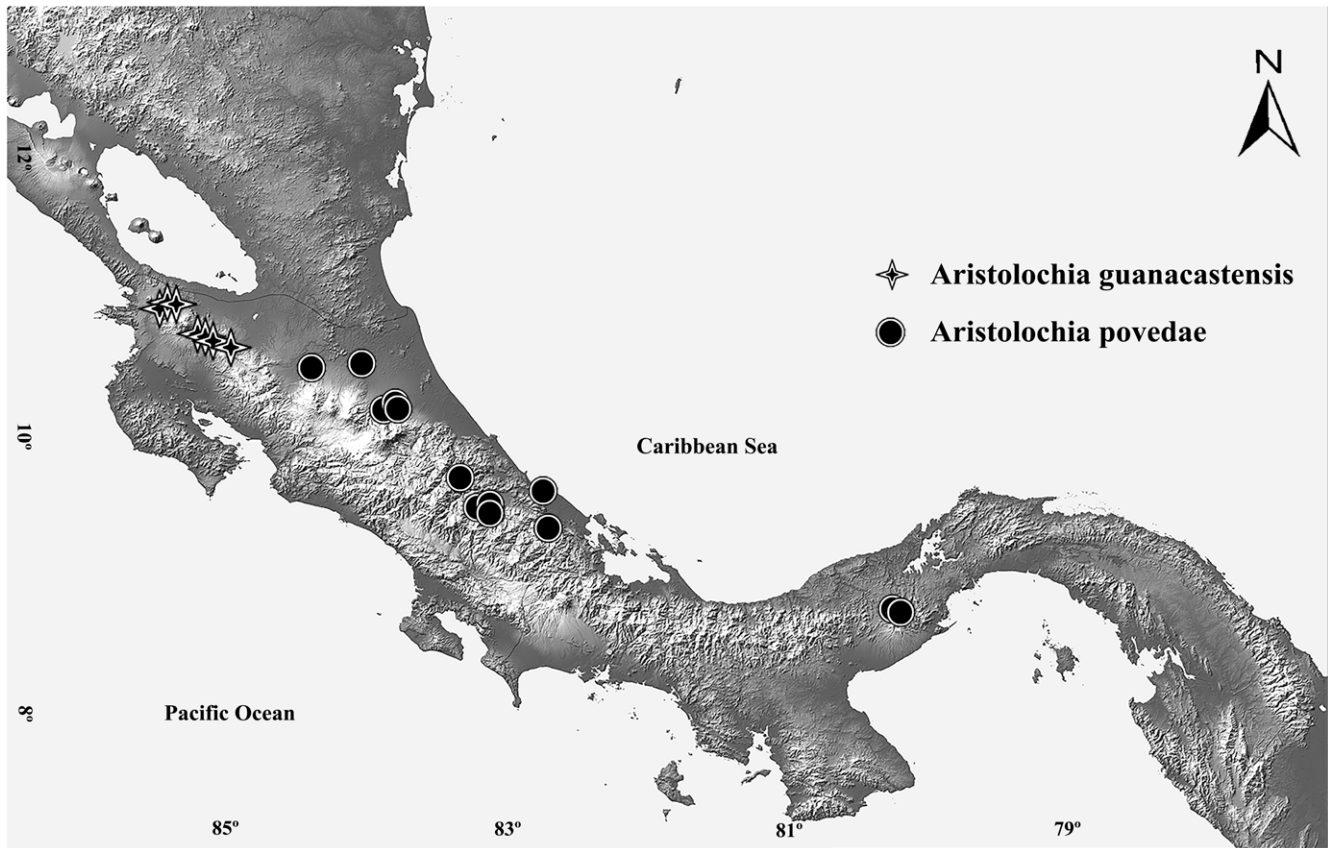 N
12º
Aristolochia guanacastensis
Aristolochia povedae
10º
Caribbean Sea
8º
Pacific Ocean
85º
83º
81º
79º